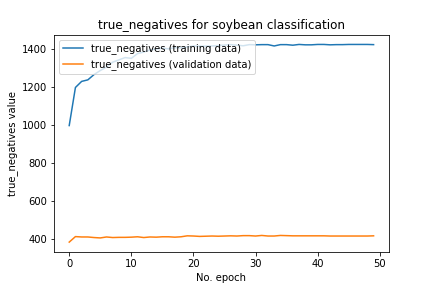 true_negatives for soybean classification
true_negatives (training data)
true_negatives (validation data)
true_negatives value
1400
1200
1000
800
600
400
0
10
20
30
40
50
No. epoch